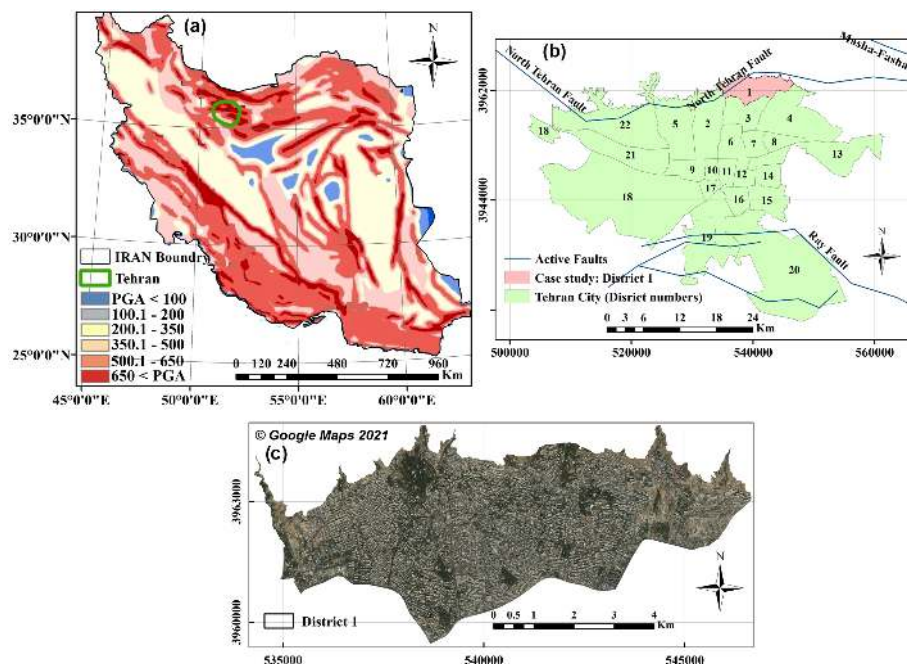 (a)
N
35°0'0"N
30°0'0"N
25°0'0"N
IRAN Boundry
Tehran
PGA < 100
100.1 - 200
200.1 - 350
350.1 - 500
500.1 - 650
650 < PGA
0 120 240 480 720 960
Km
45°0'0"E 50°0'0"E 55°0'0"E 60°0'0"E
(b)
North Tehran Fault
North Tehran Fault
Masha-Fasha
N
3962000
3944000
1
22 5 2 3 4
18 6 7 8
21 13
9 10 11 12 14
18 17 16 15
19
20
Ray Fault
Active Faults
Case study: District 1
Tehran City (District numbers)
0 3 6 12 18 24
Km
500000 520000 540000 560000
© Google Maps 2021
(c)
3963000
3960000
N
District 1
0 0.5 1 2 3 4
Km
535000 540000 545000